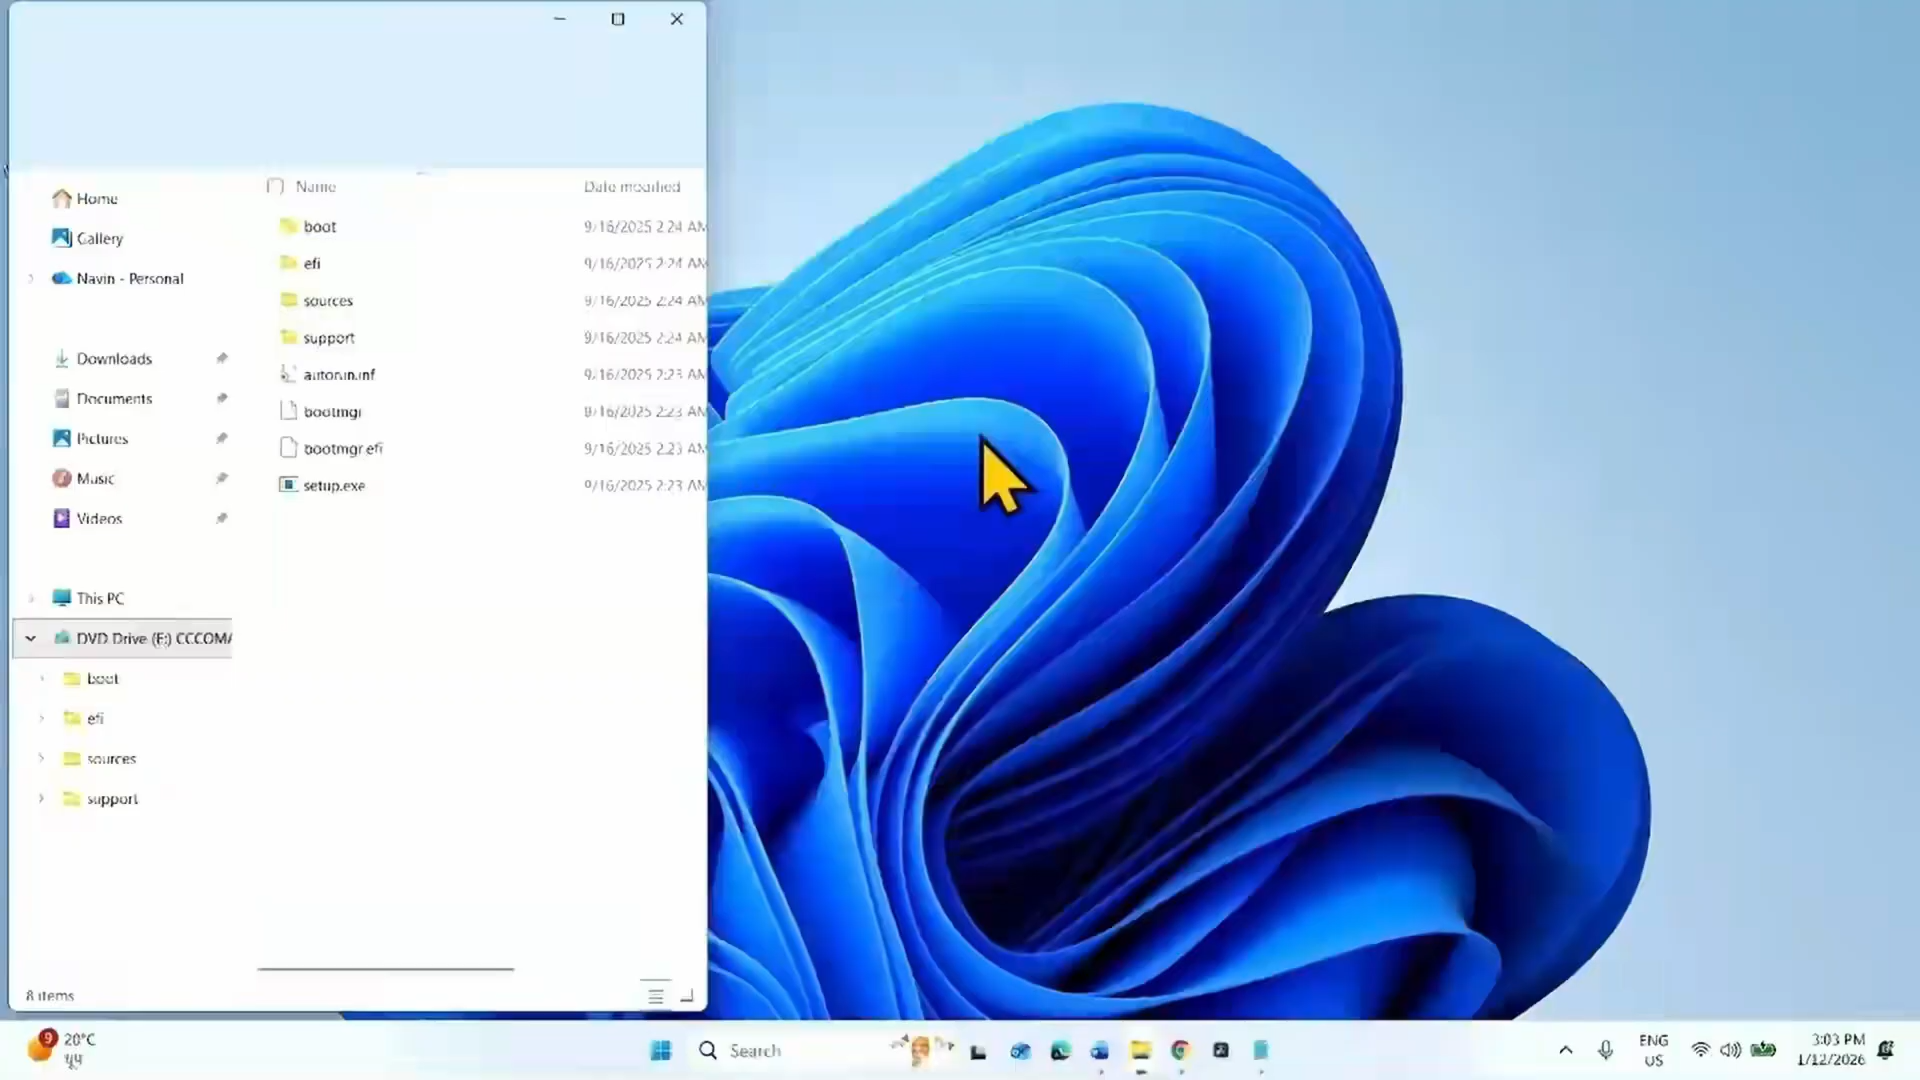 Name
Date modified
Home
Gallery
Navin - Personal
Downloads
Documents
Pictures
Music
Videos
This PC
DVD Drive (E:) CCCOMA
boot
efi
sources
support
boot 9/16/2025 2:24 AM
efi 9/16/2025 2:24 AM
sources 9/16/2025 2:24 AM
support 9/16/2025 2:24 AM
autorun.inf 9/16/2025 2:23 AM
bootmgr 9/16/2025 2:23 AM
bootmgr.efi 9/16/2025 2:23 AM
setup.exe 9/16/2025 2:23 AM
8 items
9
20°C
Search
ENG
US
3:03 PM
1/12/2026